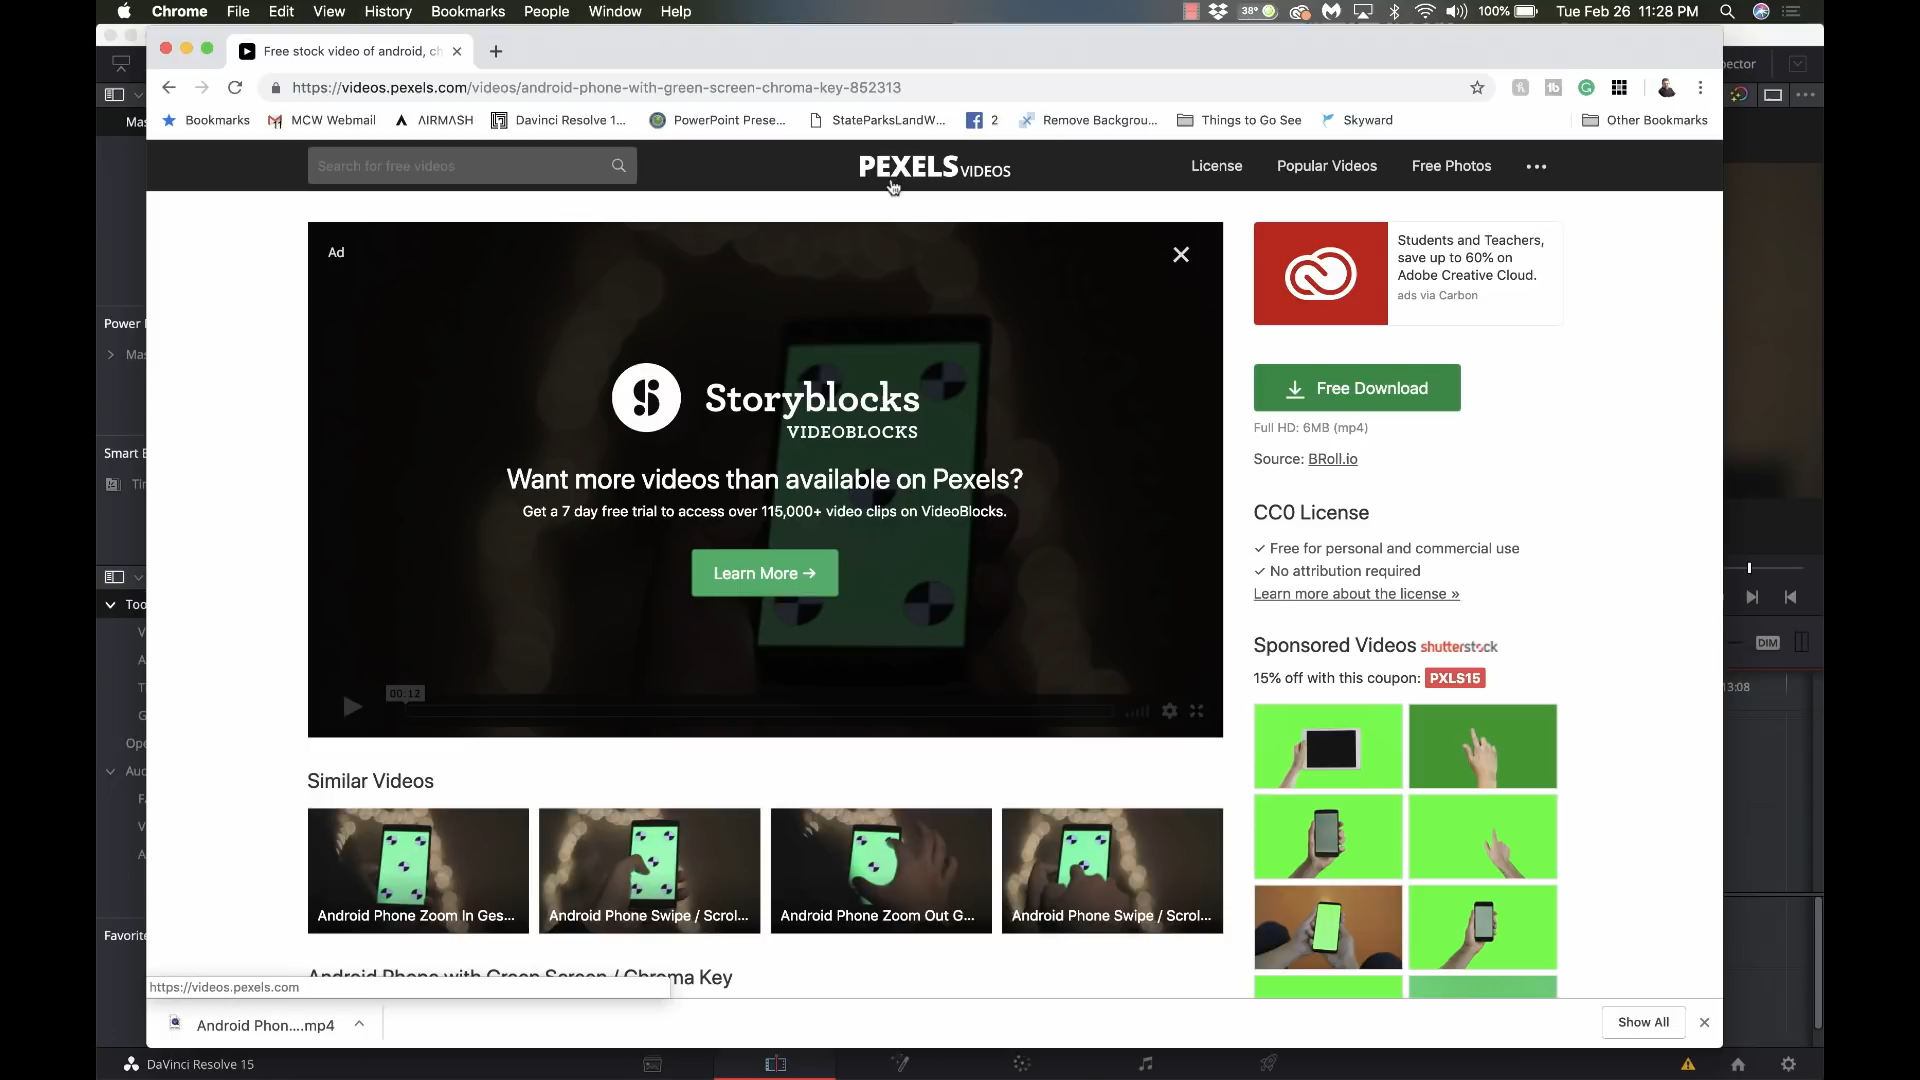 Chrome File Edit View History Bookmarks People Window Help
38° 100% Tue Feb 26 11:28 PM
Free stock video of android, ch
https://videos.pexels.com/videos/android-phone-with-green-screen-chroma-key-852313
Bookmarks MCW Webmail AIRMASH Davinci Resolve 1... PowerPoint Prese... StateParksLandW... 2 Remove Backgrou... Things to Go See Skyward Other Bookmarks
Search for free videos
PEXELS VIDEOS
License Popular Videos Free Photos
Ad
Storyblocks
VIDEOBLOCKS
Want more videos than available on Pexels?
Get a 7 day free trial to access over 115,000+ video clips on VideoBlocks.
Learn More →
00:12
Students and Teachers,
save up to 60% on
Adobe Creative Cloud.
ads via Carbon
Free Download
Full HD: 6MB (mp4)
Source: BRoll.io
CC0 License
✓ Free for personal and commercial use
✓ No attribution required
Learn more about the license »
Sponsored Videos shutterstock
15% off with this coupon: PXLS15
Similar Videos
Android Phone Zoom In Ges...
Android Phone Swipe / Scrol...
Android Phone Zoom Out G...
Android Phone Swipe / Scrol...
Android Phone with Green Screen / Chroma Key
https://videos.pexels.com
Android Phon....mp4
Show All
Power
Smart
Favorite
DIM
13:08
DaVinci Resolve 15